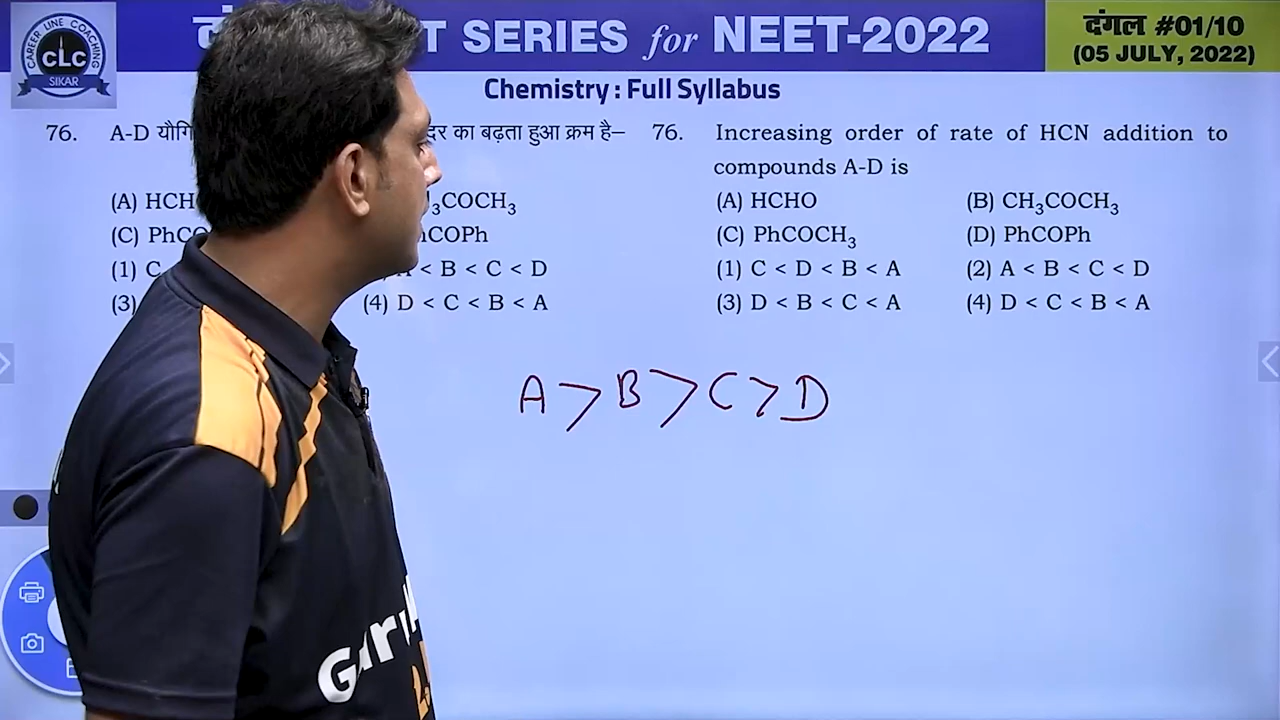 CAREER LINE COACHING
CLC
SIKAR
T SERIES for NEET-2022
दंगल #01/10
(05 JULY, 2022)
Chemistry : Full Syllabus
76. A-D दर का बढ़ता हुआ क्रम है–
(A) HCH ₃COCH₃
(C) PhCO COPh
(1) C < B < C < D
(3) (4) D < C < B < A
76. Increasing order of rate of HCN addition to
compounds A-D is
(A) HCHO (B) CH₃COCH₃
(C) PhCOCH₃ (D) PhCOPh
(1) C < D < B < A (2) A < B < C < D
(3) D < B < C < A (4) D < C < B < A
A > B > C > D